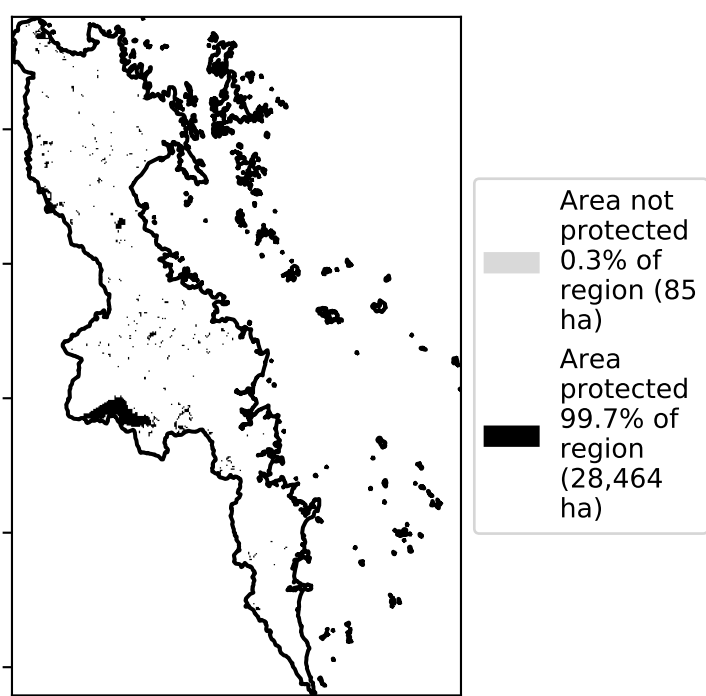 Area not
protected
0.3% of
region (85
ha)
Area
protected
99.7% of
region
(28,464
ha)